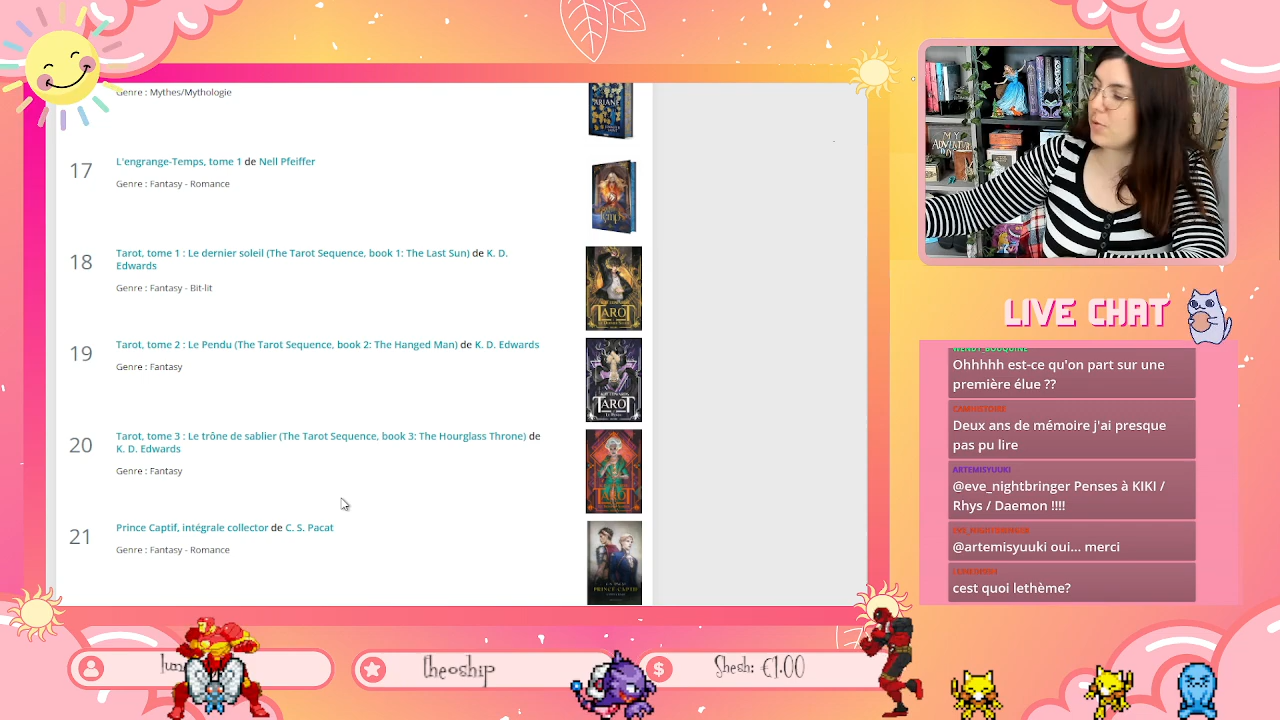 Genre : Mythes/Mythologie
ARIANE
17
L'engrange-Temps, tome 1 de Nell Pfeiffer
Genre : Fantasy - Romance
18
Tarot, tome 1 : Le dernier soleil (The Tarot Sequence, book 1: The Last Sun) de K. D.
Edwards
Genre : Fantasy - Bit-lit
TAROT
19
Tarot, tome 2 : Le Pendu (The Tarot Sequence, book 2: The Hanged Man) de K. D. Edwards
Genre : Fantasy
TAROT
20
Tarot, tome 3 : Le trône de sablier (The Tarot Sequence, book 3: The Hourglass Throne) de
K. D. Edwards
Genre : Fantasy
TAROT
21
Prince Captif, intégrale collector de C. S. Pacat
Genre : Fantasy - Romance
PRINCE CAPTIF
MY
LIVE CHAT
WENDY_BOUQUINE
Ohhhhh est-ce qu'on part sur une
première élue ??
Deux ans de mémoire j'ai presque
pas pu lire
ARTEMISYUUKI
@eve_nightbringer Penses à KIKI /
Rhys / Daemon !!!!
EVE_NIGHTBRINGER
@artemisyuuki oui... merci
cest quoi lethème?
theoship
$
Shesh: €1.00